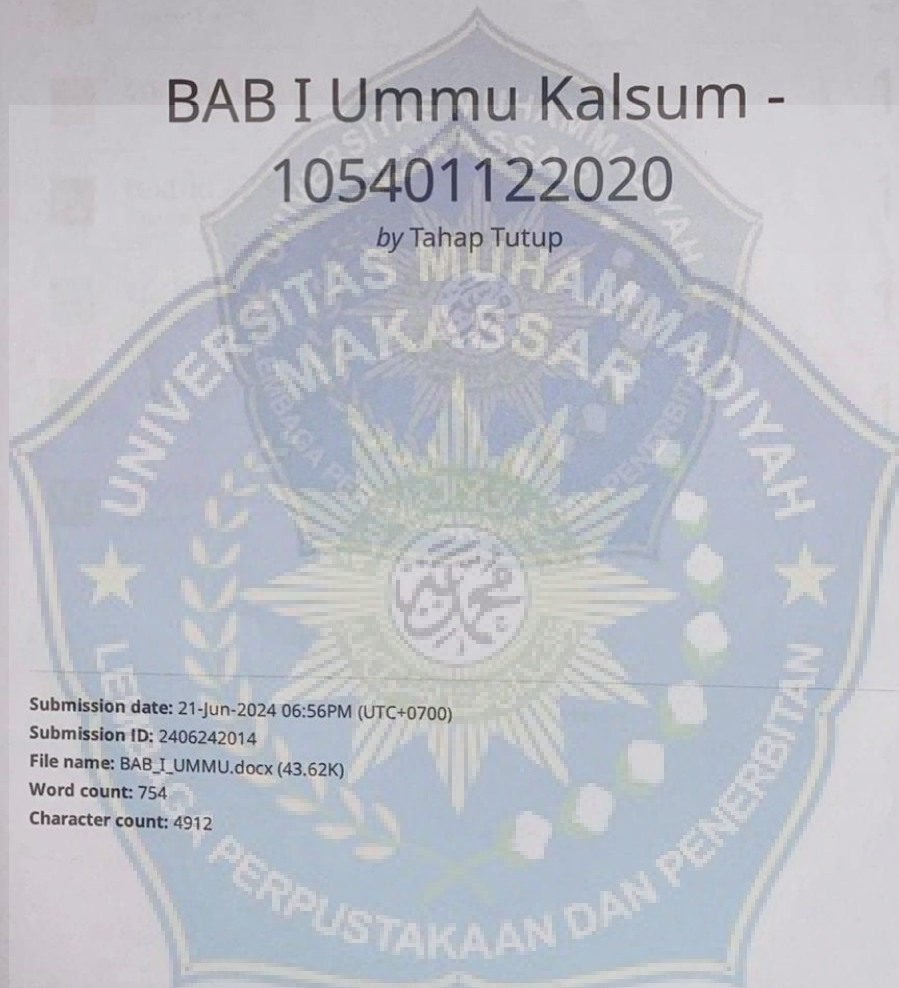 BAB I Ummu Kalsum -
105401122020
by Tahap Tutup
UNIVERSITAS MUHAMMADIYAH
MAKASSAR
Submission date: 21-Jun-2024 06:56PM (UTC+0700)
Submission ID: 2406242014
File name: BAB_I_UMMU.docx (43.62K)
Word count: 754
Character count: 4912
LEMBAGA PERPUSTAKAAN DAN PENERBITAN